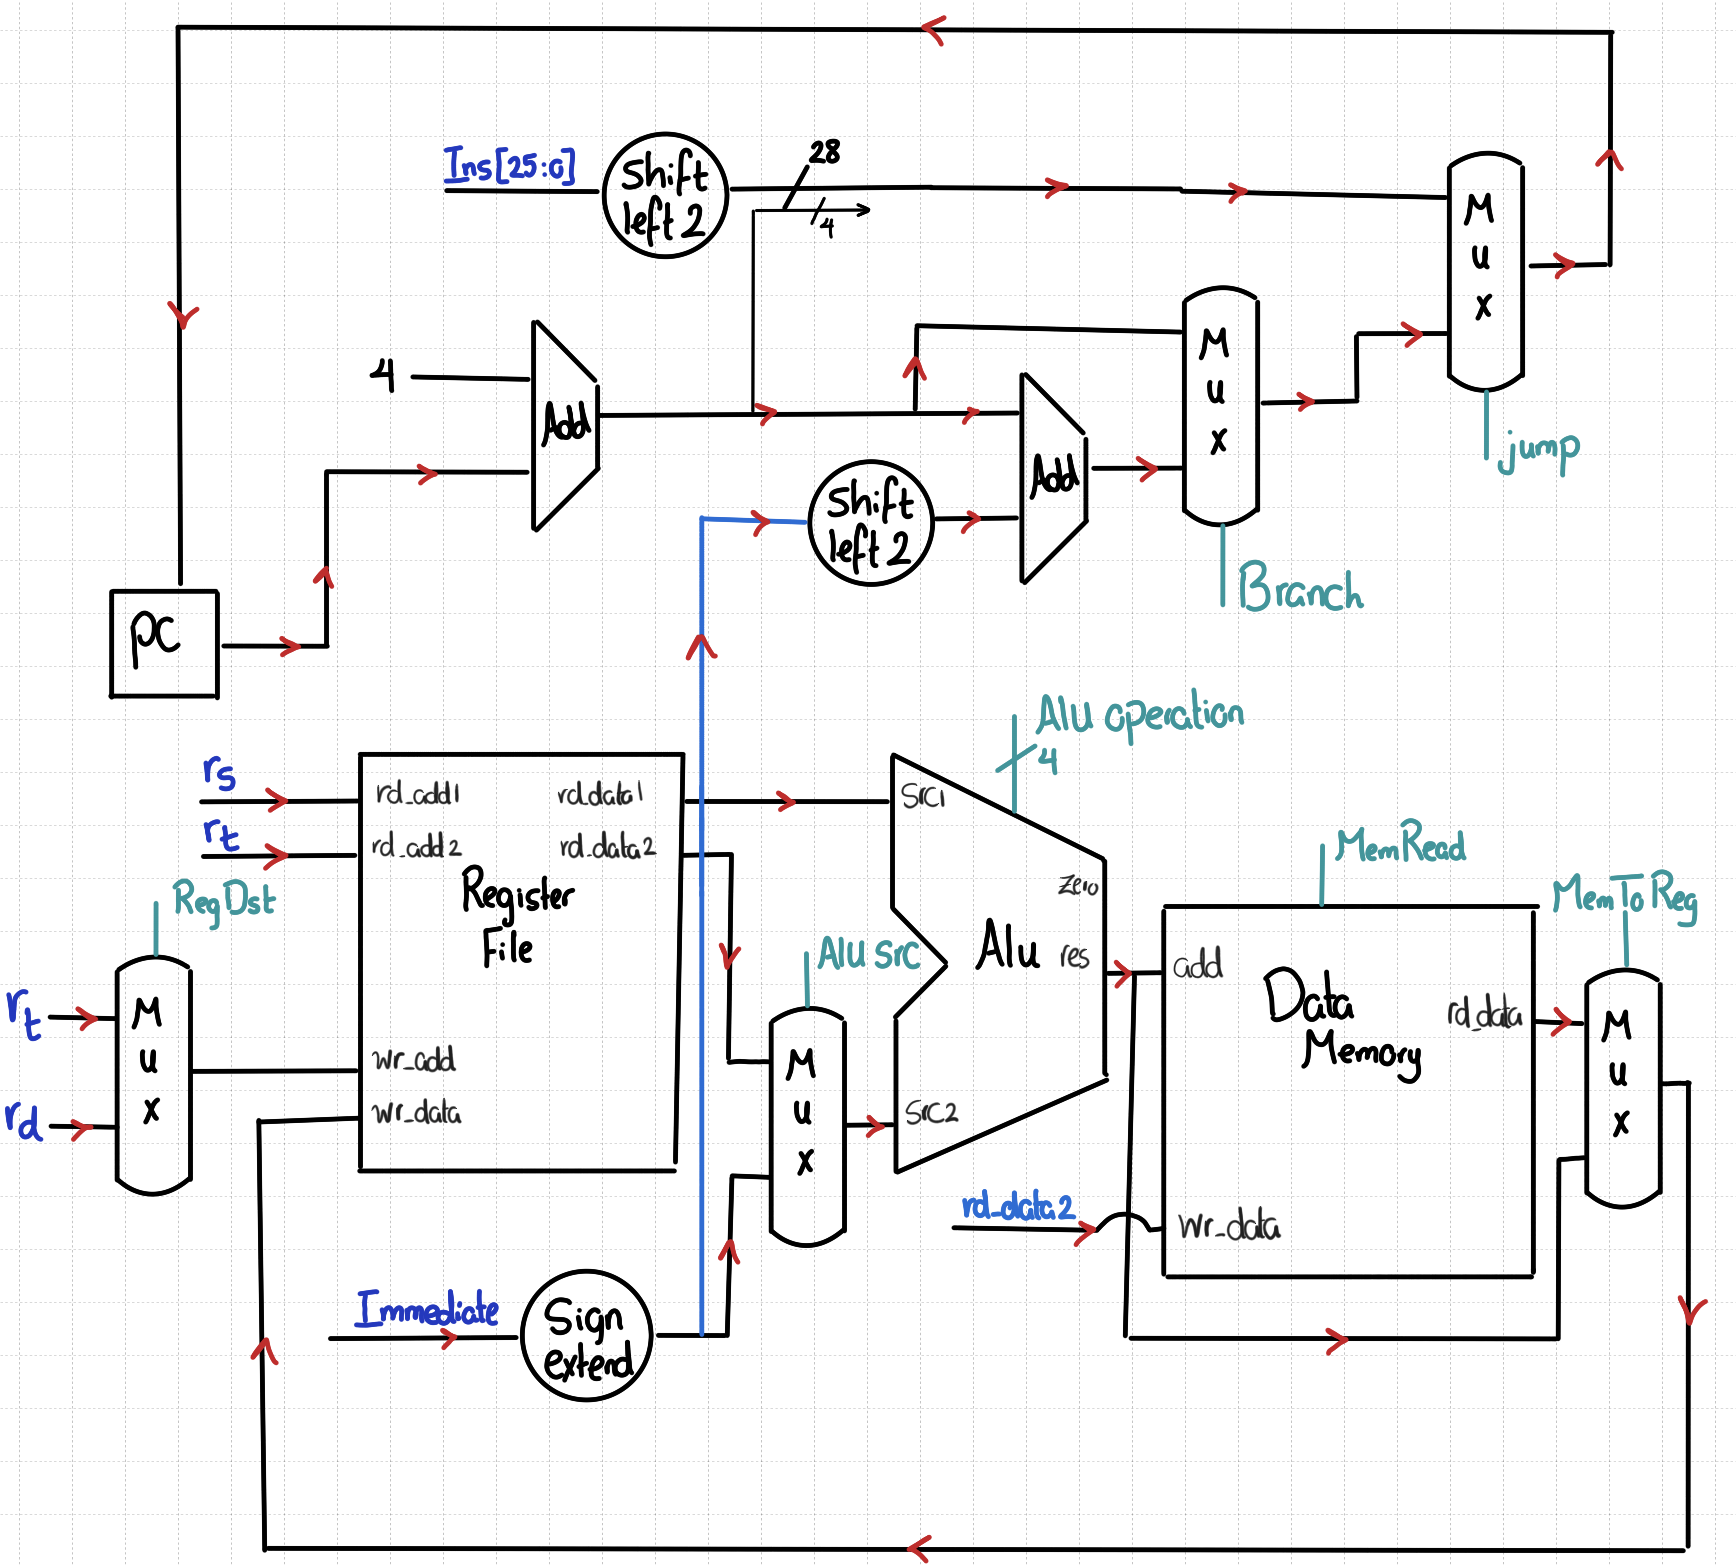 Ins[25:0]
Shift
left 2
28
4
M
u
x
jump
4
Add
M
u
x
Branch
Shift
left 2
Add
PC
Alu operation
4
rs
rt
rd_add1
rd_data1
rd_add2
rd_data2
Register
File
RegDst
rt
rd
M
u
x
wr_add
wr_data
Alu src
M
u
x
Src1
Zero
Alu
res
Src2
MemRead
add
Data
Memory
rd_data
rd_data2
wr_data
MemToReg
M
u
x
Immediate
Sign
extend